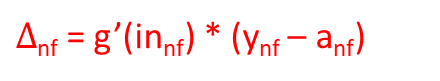 Δnf = g’(innf) * (ynf – anf)